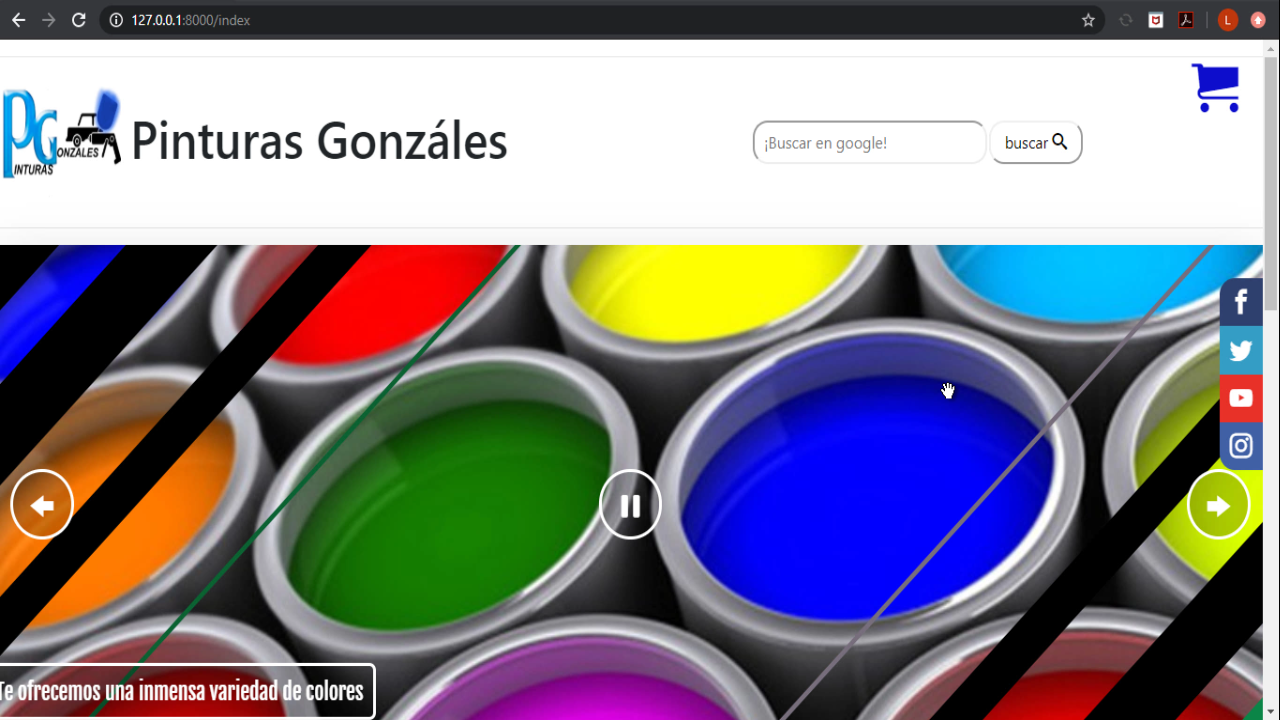 127.0.0.1:8000/index
L
PG
ONZÁLES
INTURAS
Pinturas Gonzáles
¡Buscar en google!
buscar
Te ofrecemos una inmensa variedad de colores